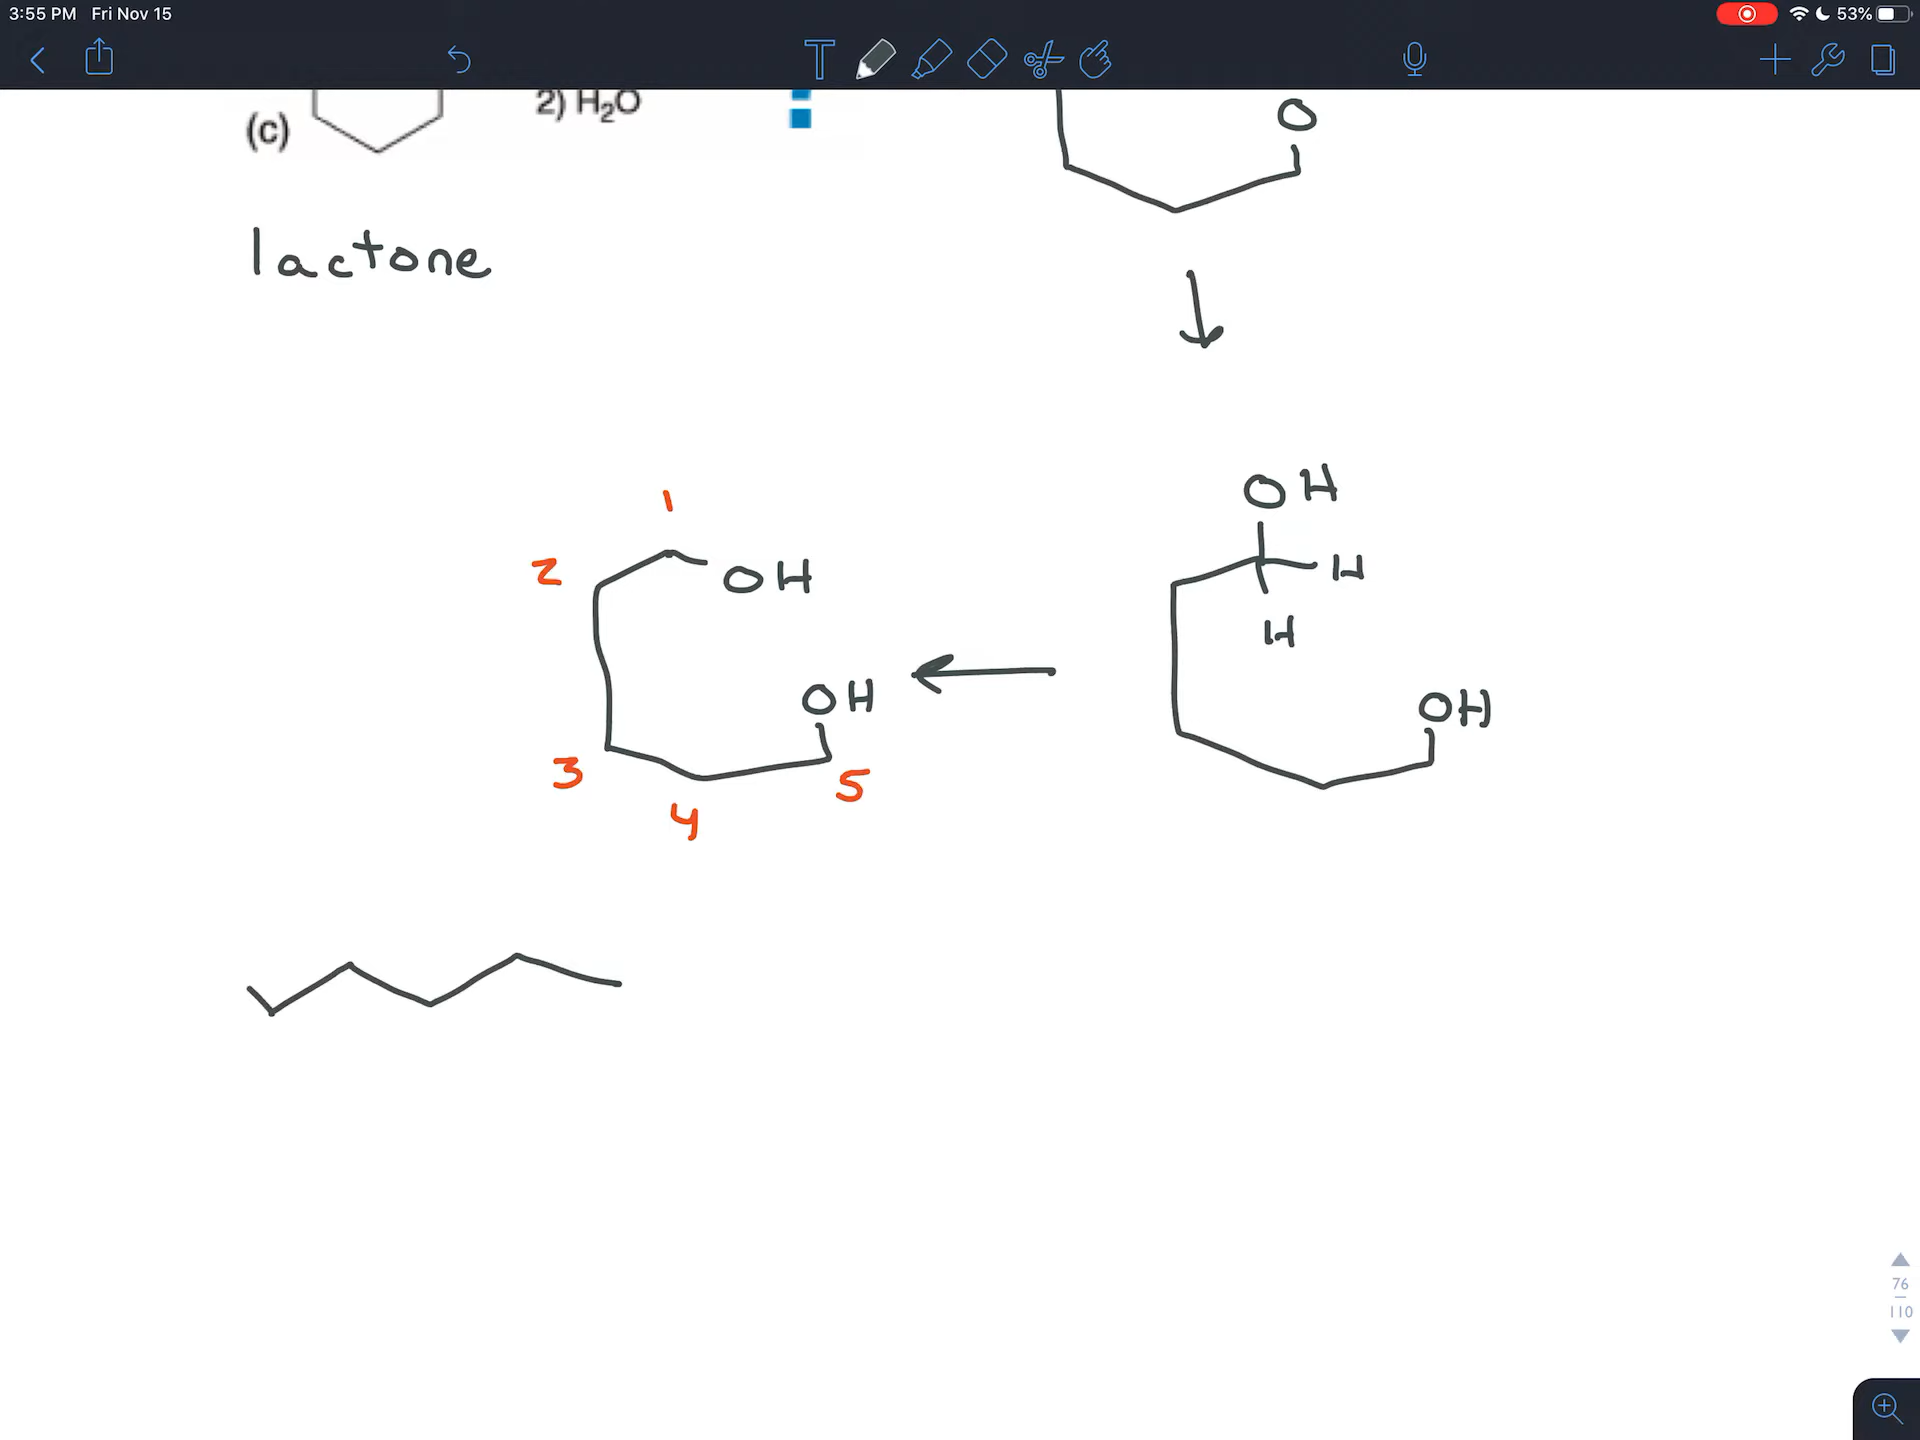 3:55 PM Fri Nov 15
53%
T
(c)
2) H₂O
O
lactone
OH
H
H
OH
1
2
OH
OH
3
4
5
76
110